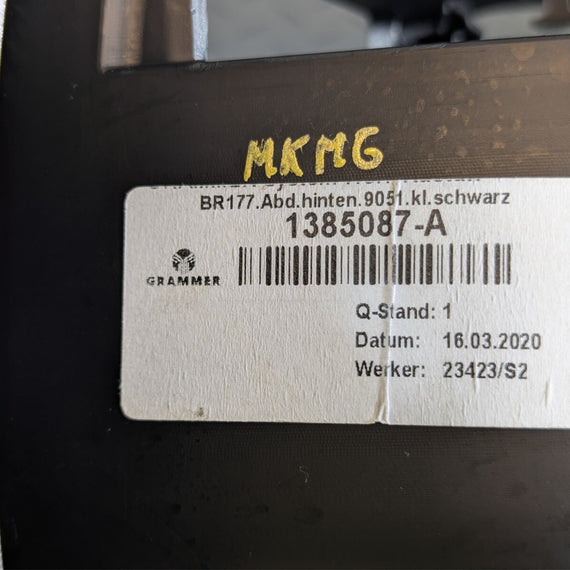 MKMG
BR177.Abd.hinten.9051.kl.schwarz
1385087-A
GRAMMER
Q-Stand: 1
Datum: 16.03.2020
Werker: 23423/S2